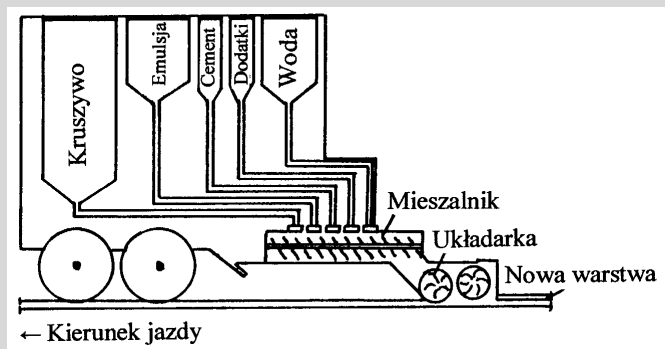 Kruszywo
Emulsja
Cement
Dodatki
Woda
Mieszalnik
Układarka
Nowa warstwa
← Kierunek jazdy